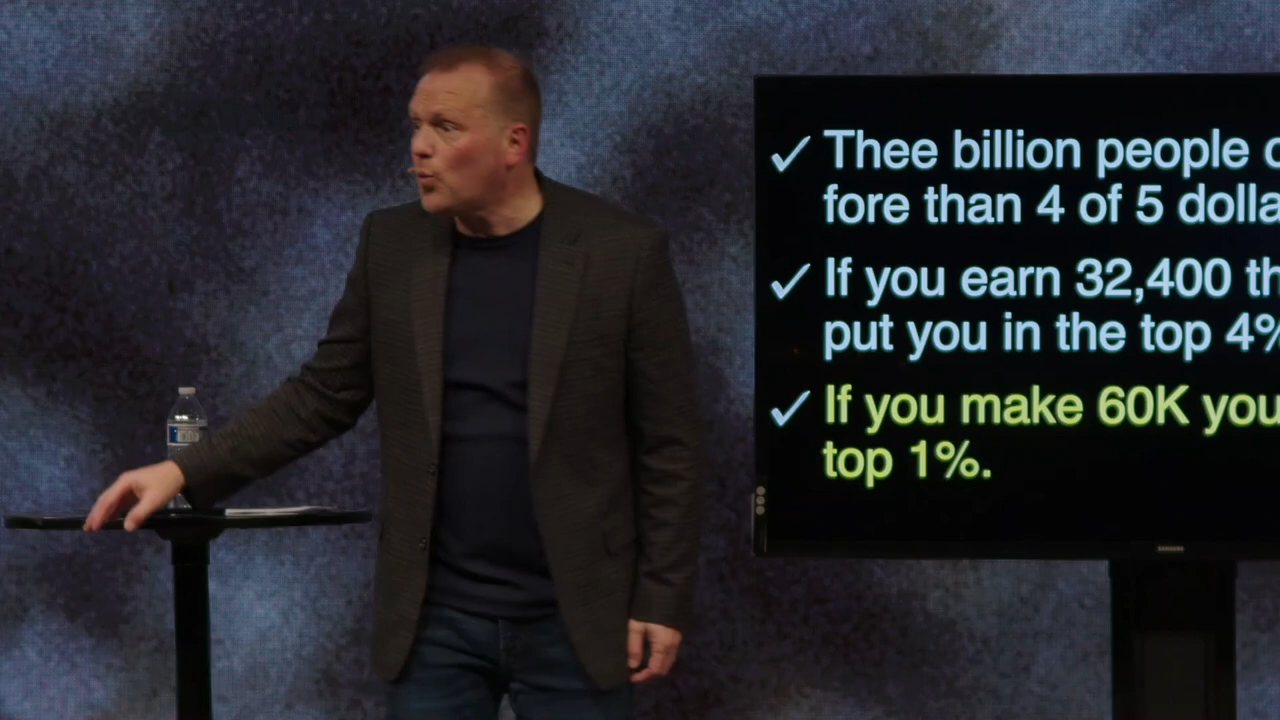 Thee billion people
fore than 4 of 5 dolla
If you earn 32,400 th
put you in the top 4%
If you make 60K you
top 1%.
SAMSUNG